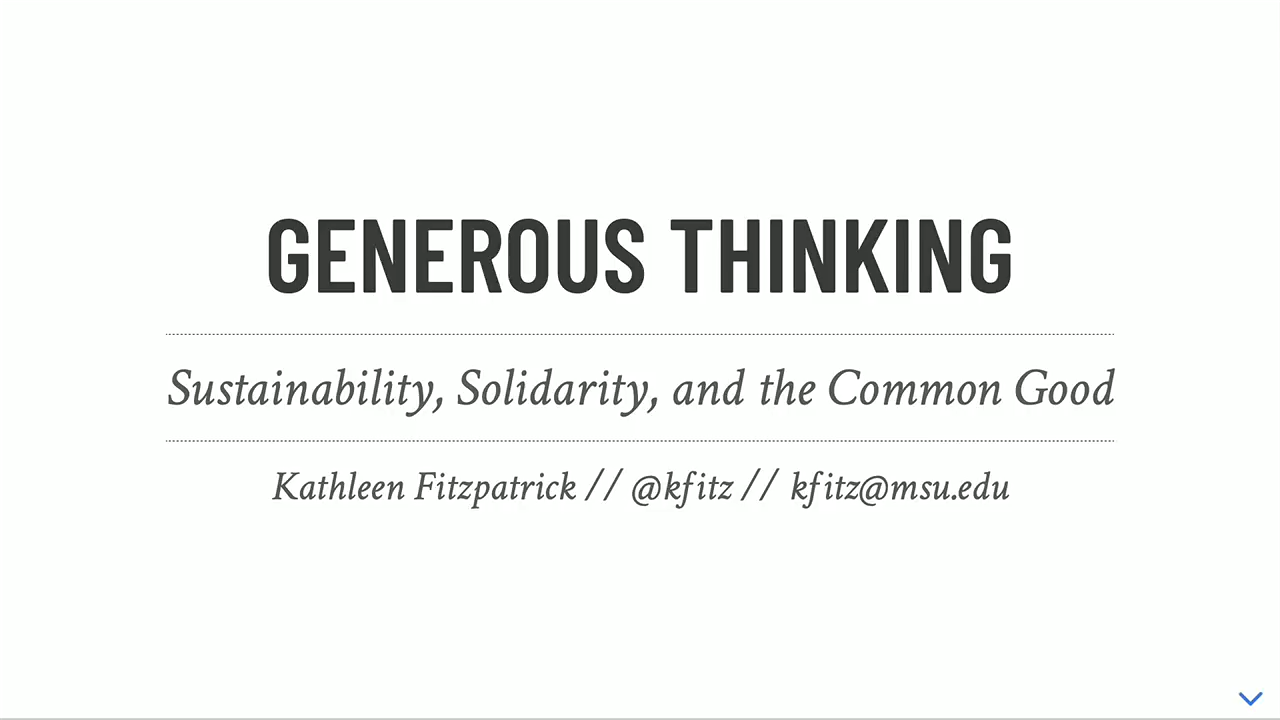 GENEROUS THINKING
Sustainability, Solidarity, and the Common Good
Kathleen Fitzpatrick // @kfitz // kfitz@msu.edu